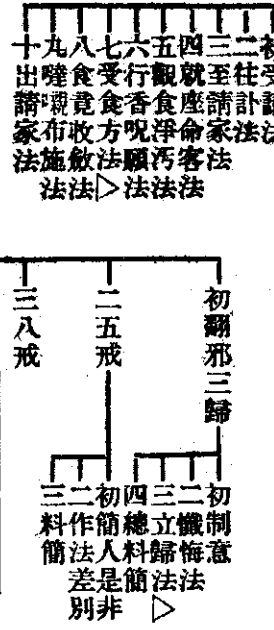 初受請法
二往計法
三至請家法
四就座命客法
五觀食淨汚法
六行香呪願法
七受食方法▷
八食竟收斂法
九噠嚫布施法
十出請家法
初翻邪三歸
初制意
二懺悔法
三立歸法▷
四總料簡
二五戒
初簡人是非
二作法差別
三料簡
三八戒